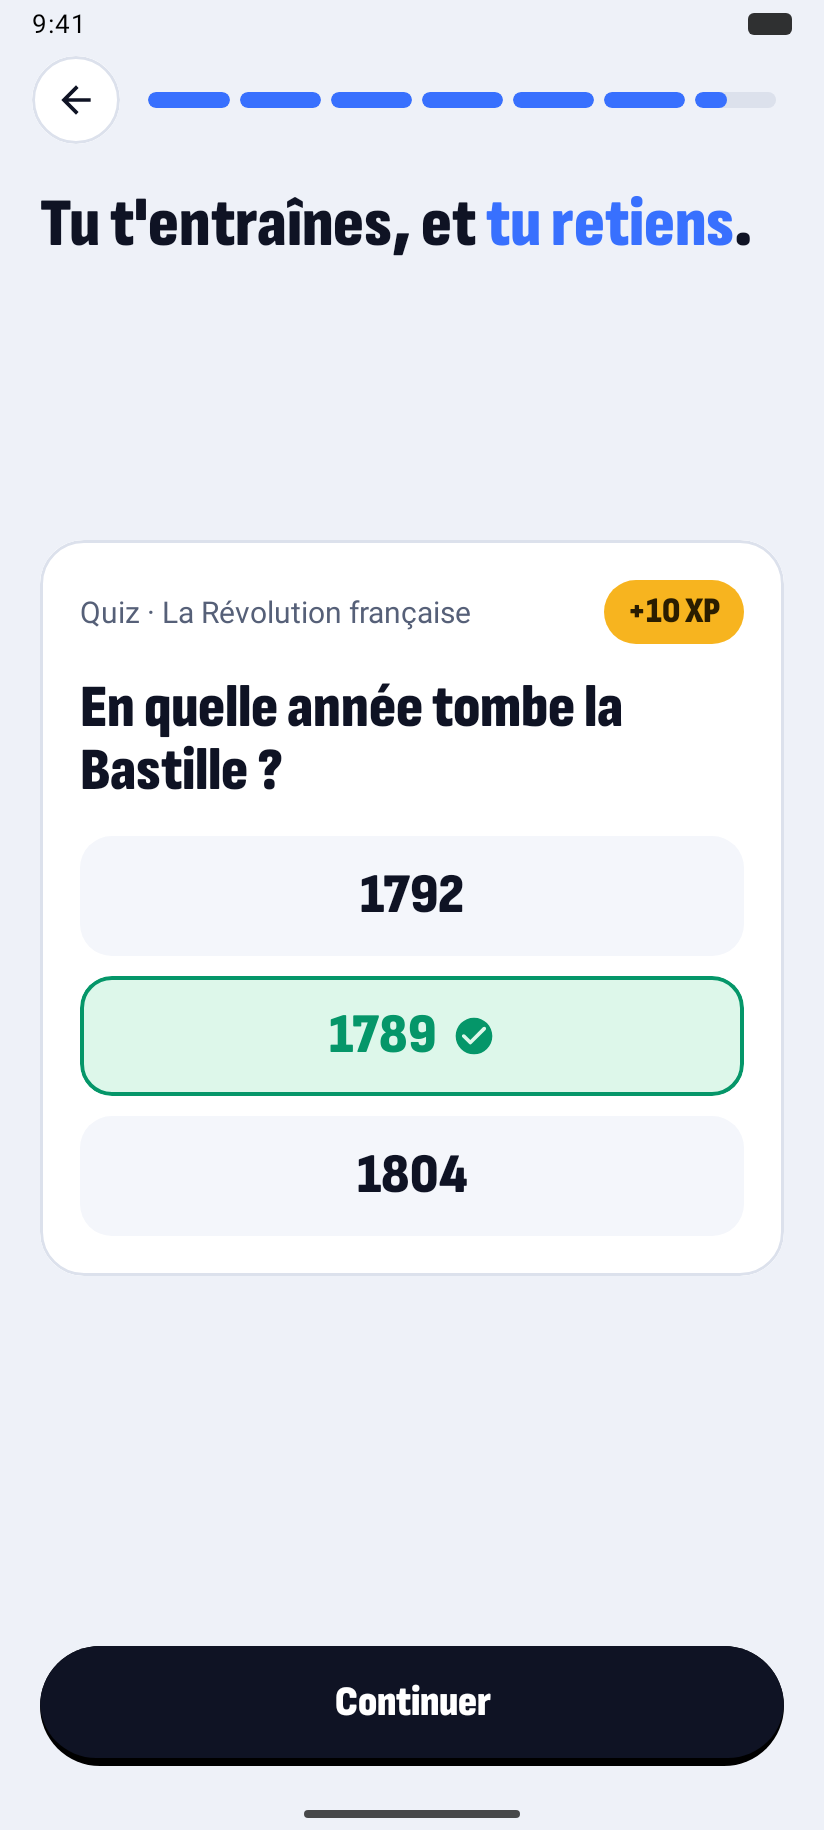 9:41
Tu t'entraînes, et tu retiens.
Quiz · La Révolution française
+10 XP
En quelle année tombe la
Bastille ?
1792
1789
1804
Continuer